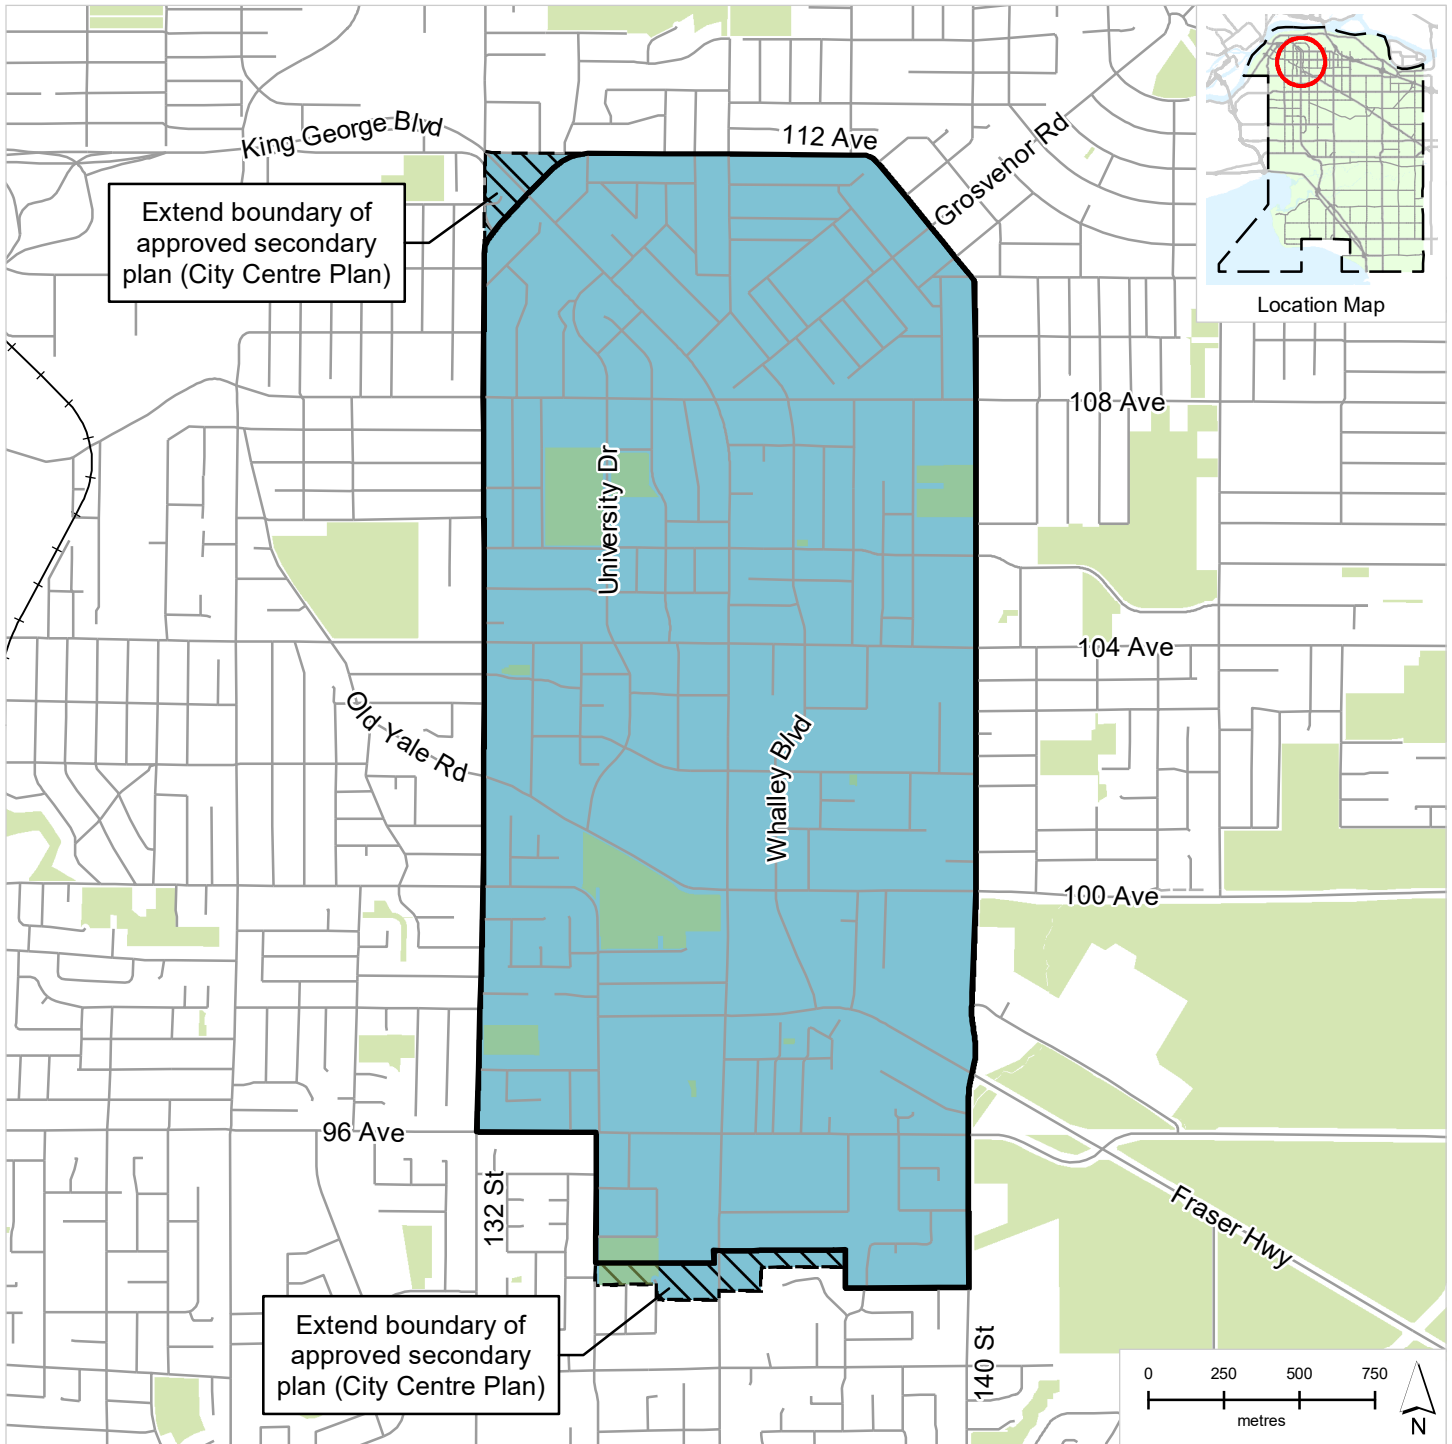 King George Blvd
112 Ave
Grosvenor Rd
Location Map
Extend boundary of
approved secondary
plan (City Centre Plan)
108 Ave
University Dr
104 Ave
Old Yale Rd
Whalley Blvd
100 Ave
96 Ave
132 St
Fraser Hwy
Extend boundary of
approved secondary
plan (City Centre Plan)
140 St
0 250 500 750
metres
N